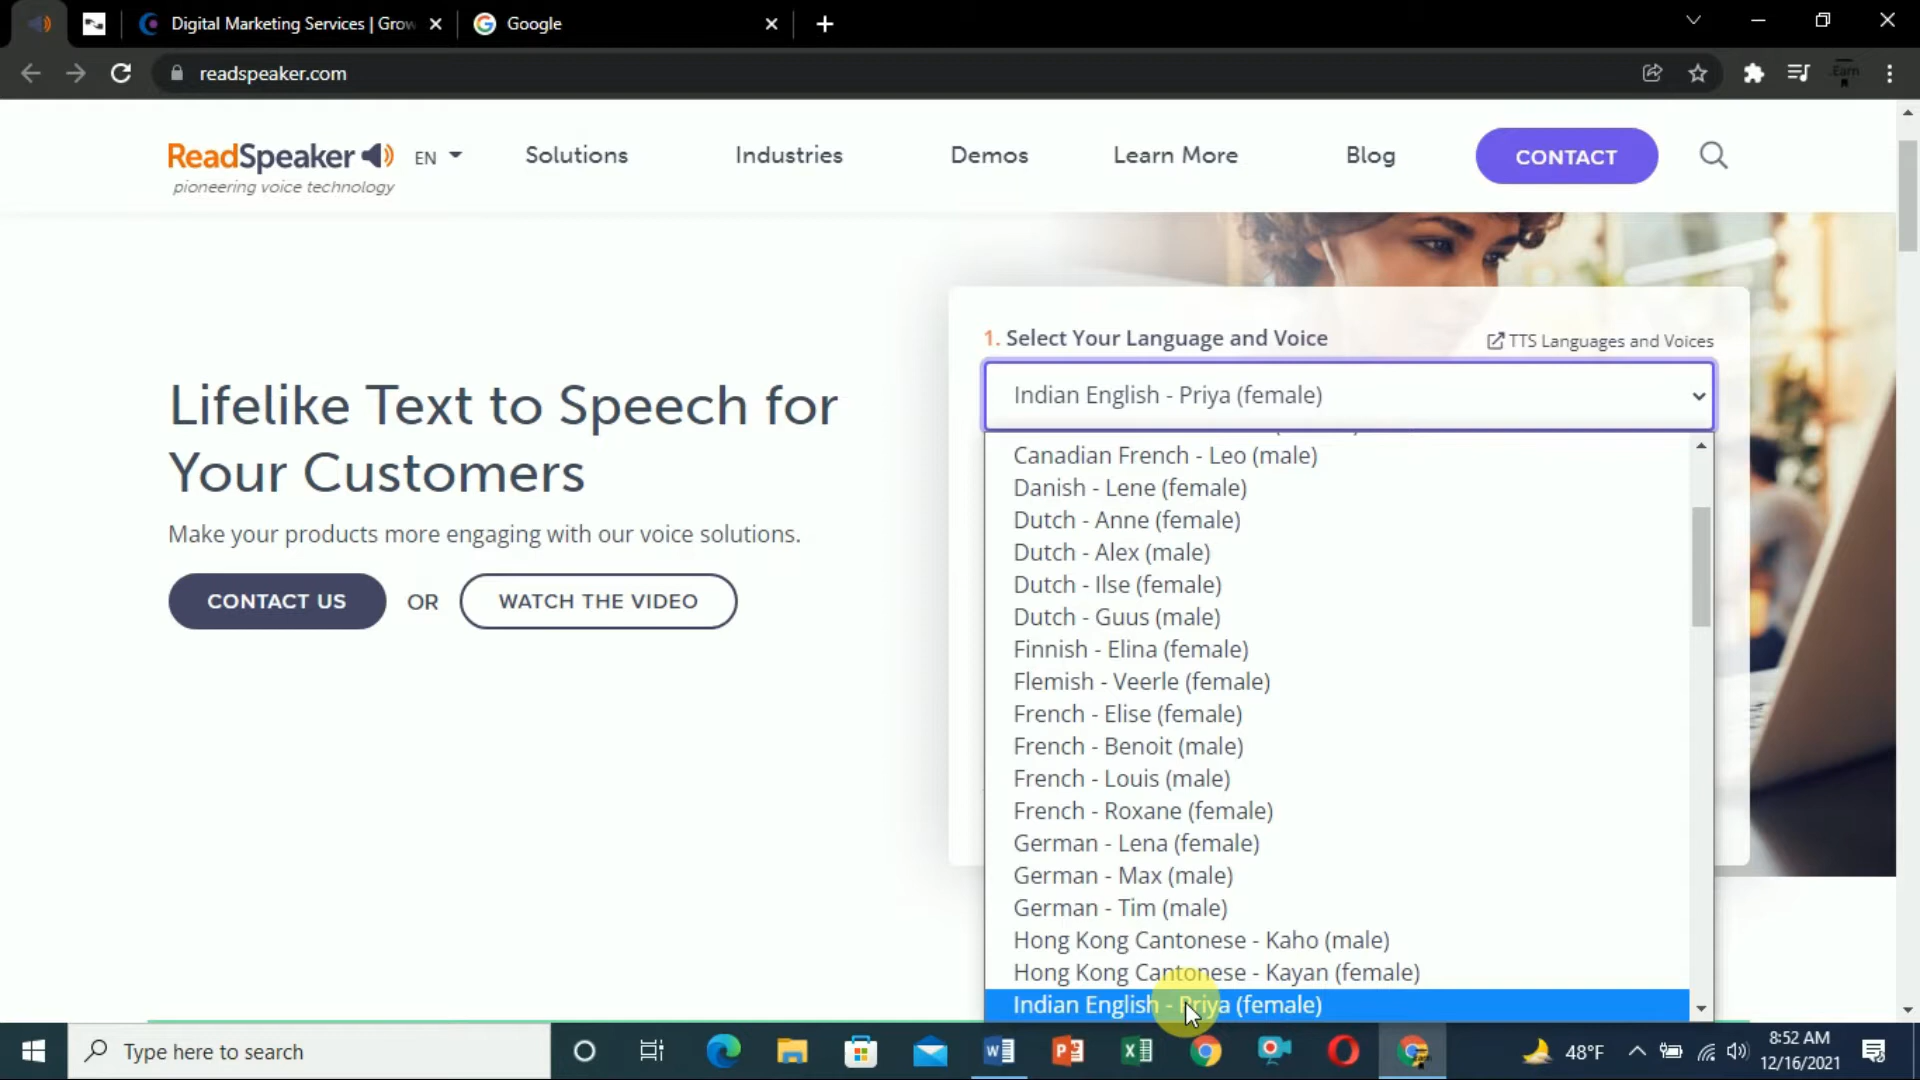 Digital Marketing Services | Grow
Google
readspeaker.com
Earn
ReadSpeaker
pioneering voice technology
EN
Solutions
Industries
Demos
Learn More
Blog
CONTACT
Lifelike Text to Speech for
Your Customers
Make your products more engaging with our voice solutions.
CONTACT US
OR
WATCH THE VIDEO
1. Select Your Language and Voice
TTS Languages and Voices
Indian English - Priya (female)
Canadian French - Leo (male)
Danish - Lene (female)
Dutch - Anne (female)
Dutch - Alex (male)
Dutch - Ilse (female)
Dutch - Guus (male)
Finnish - Elina (female)
Flemish - Veerle (female)
French - Elise (female)
French - Benoit (male)
French - Louis (male)
French - Roxane (female)
German - Lena (female)
German - Max (male)
German - Tim (male)
Hong Kong Cantonese - Kaho (male)
Hong Kong Cantonese - Kayan (female)
Indian English - Priya (female)
Type here to search
48°F
8:52 AM
12/16/2021